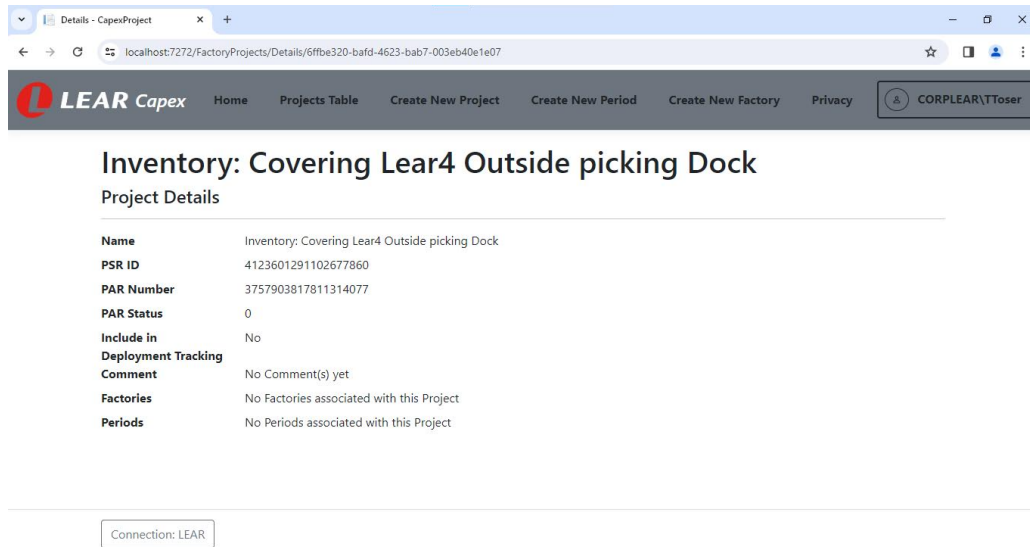 Details - CapexProject
localhost:7272/FactoryProjects/Details/6ffbe320-bafd-4623-bab7-003eb40e1e07
LEAR Capex Home Projects Table Create New Project Create New Period Create New Factory Privacy CORPLEAR\TToser
Inventory: Covering Lear4 Outside picking Dock
Project Details
Name Inventory: Covering Lear4 Outside picking Dock
PSR ID 4123601291102677860
PAR Number 3757903817811314077
PAR Status 0
Include in No
Deployment Tracking
Comment No Comment(s) yet
Factories No Factories associated with this Project
Periods No Periods associated with this Project
Connection: LEAR